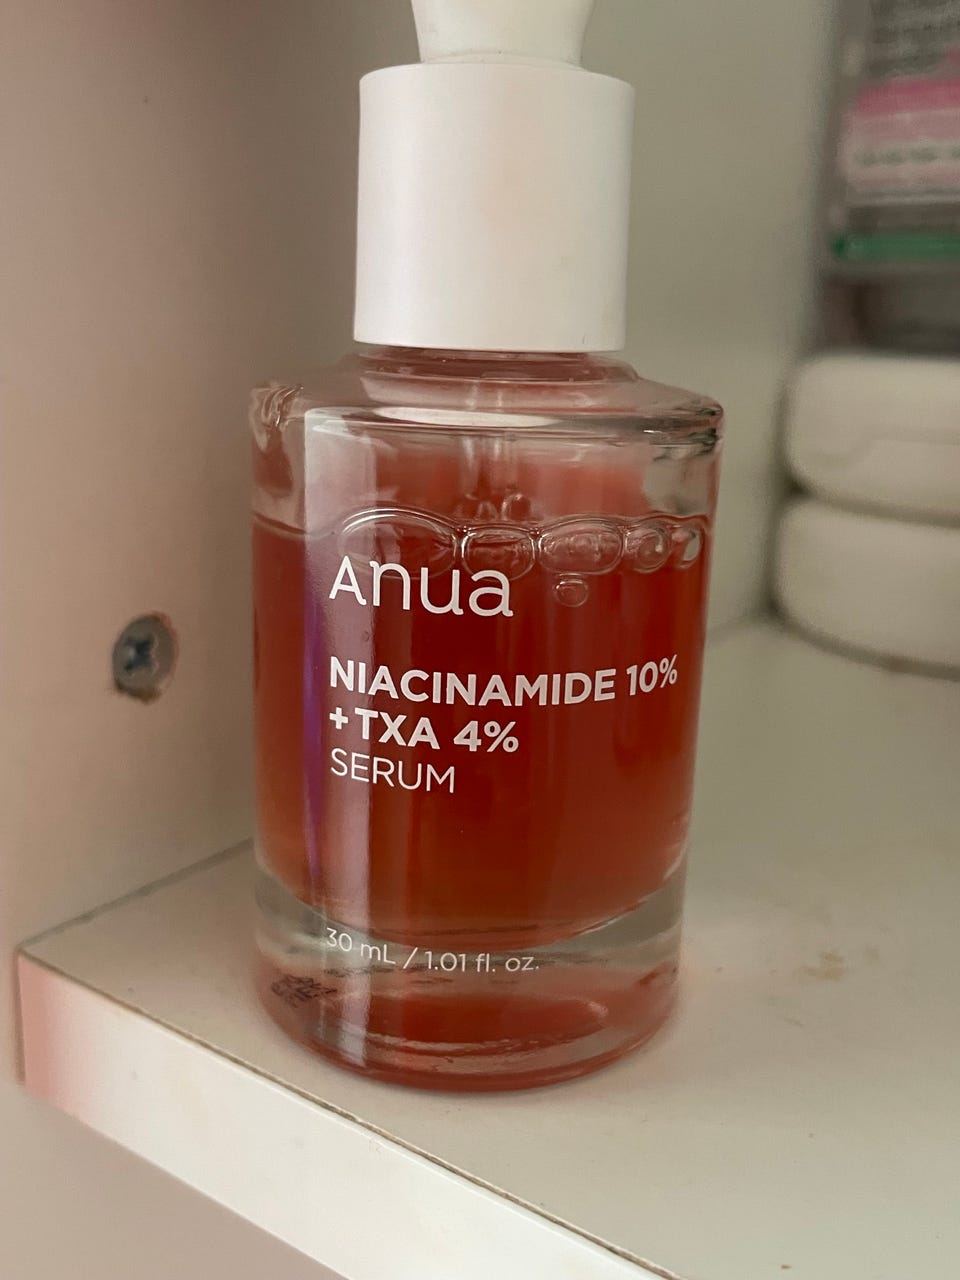 Anua
NIACINAMIDE 10%
+ TXA 4%
SERUM
30 mL / 1.01 fl. oz.